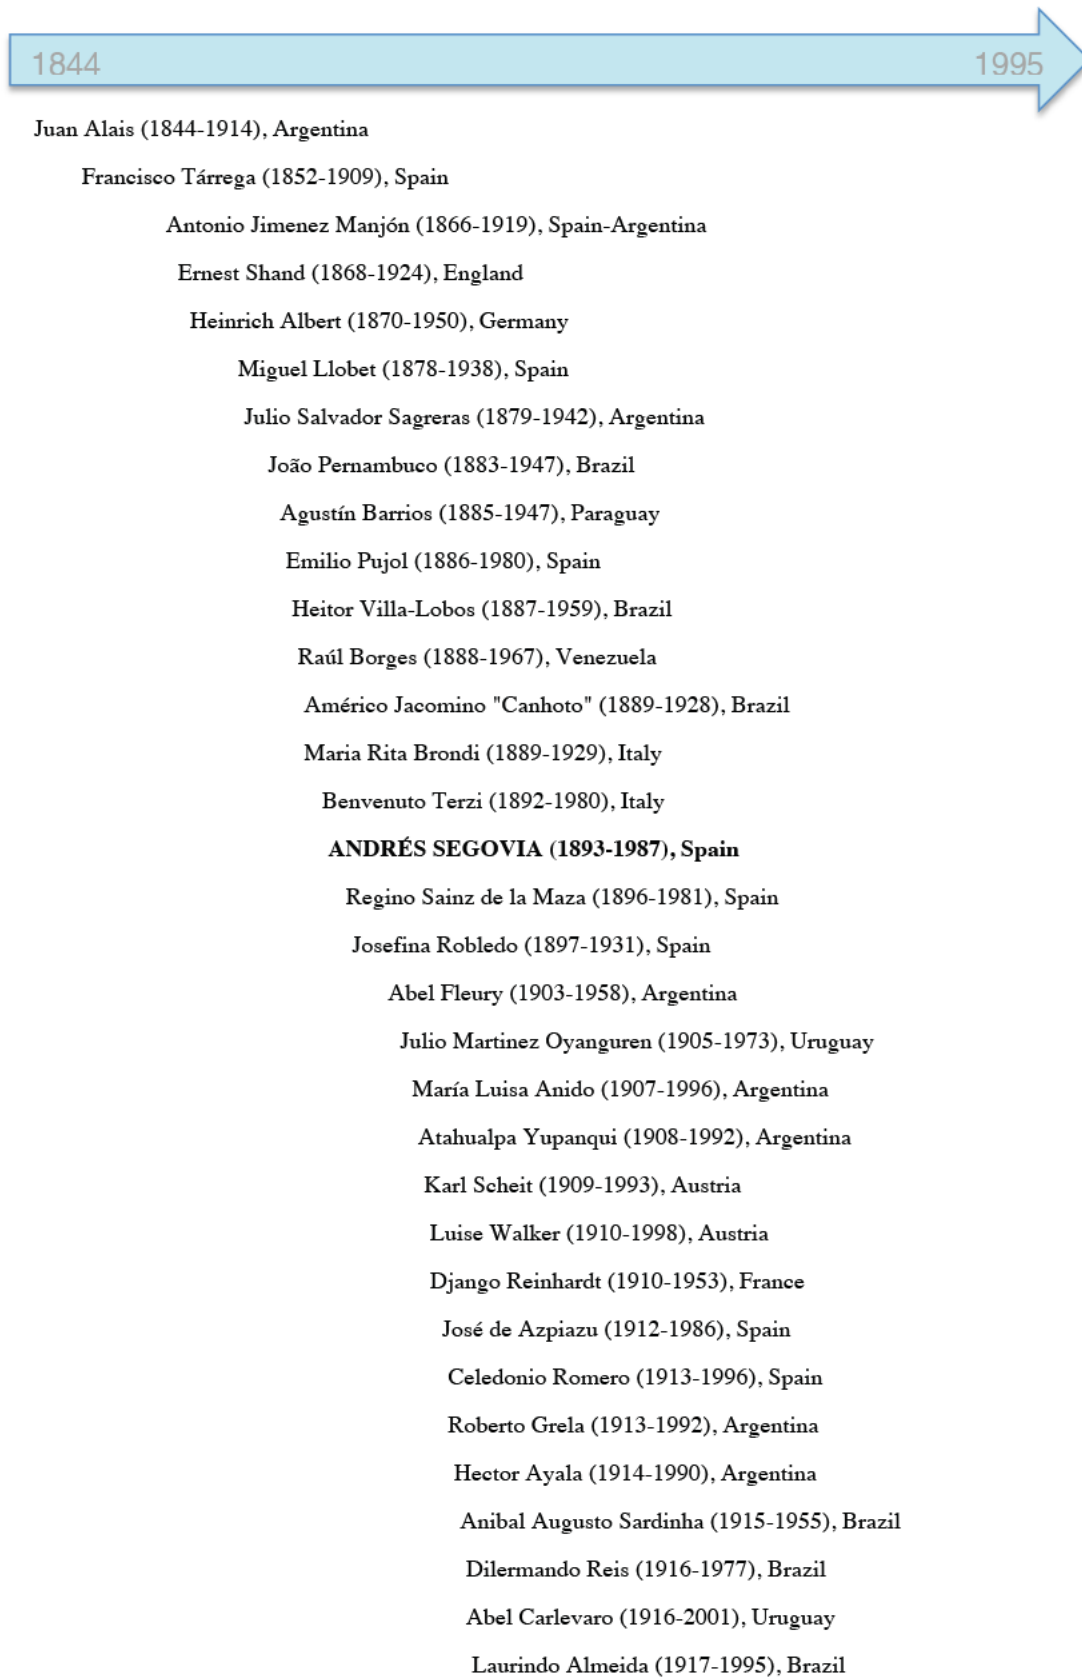 1844 1995
Juan Alais (1844-1914), Argentina
Francisco Tárrega (1852-1909), Spain
Antonio Jimenez Manjón (1866-1919), Spain-Argentina
Ernest Shand (1868-1924), England
Heinrich Albert (1870-1950), Germany
Miguel Llobet (1878-1938), Spain
Julio Salvador Sagreras (1879-1942), Argentina
João Pernambuco (1883-1947), Brazil
Agustín Barrios (1885-1947), Paraguay
Emilio Pujol (1886-1980), Spain
Heitor Villa-Lobos (1887-1959), Brazil
Raúl Borges (1888-1967), Venezuela
Américo Jacomino "Canhoto" (1889-1928), Brazil
Maria Rita Brondi (1889-1929), Italy
Benvenuto Terzi (1892-1980), Italy
ANDRÉS SEGOVIA (1893-1987), Spain
Regino Sainz de la Maza (1896-1981), Spain
Josefina Robledo (1897-1931), Spain
Abel Fleury (1903-1958), Argentina
Julio Martinez Oyanguren (1905-1973), Uruguay
María Luisa Anido (1907-1996), Argentina
Atahualpa Yupanqui (1908-1992), Argentina
Karl Scheit (1909-1993), Austria
Luise Walker (1910-1998), Austria
Django Reinhardt (1910-1953), France
José de Azpiazu (1912-1986), Spain
Celedonio Romero (1913-1996), Spain
Roberto Grela (1913-1992), Argentina
Hector Ayala (1914-1990), Argentina
Anibal Augusto Sardinha (1915-1955), Brazil
Dilermando Reis (1916-1977), Brazil
Abel Carlevaro (1916-2001), Uruguay
Laurindo Almeida (1917-1995), Brazil